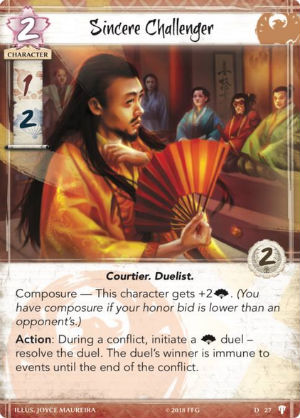 2
Sincere Challenger
CHARACTER
1
2
2
Courtier. Duelist.
Composure — This character gets +2. (You
have composure if your honor bid is lower than an
opponent's.)
Action: During a conflict, initiate a duel –
resolve the duel. The duel's winner is immune to
events until the end of the conflict.
ILLUS. JOYCE MAUREIRA
©2018 FFG
D 27